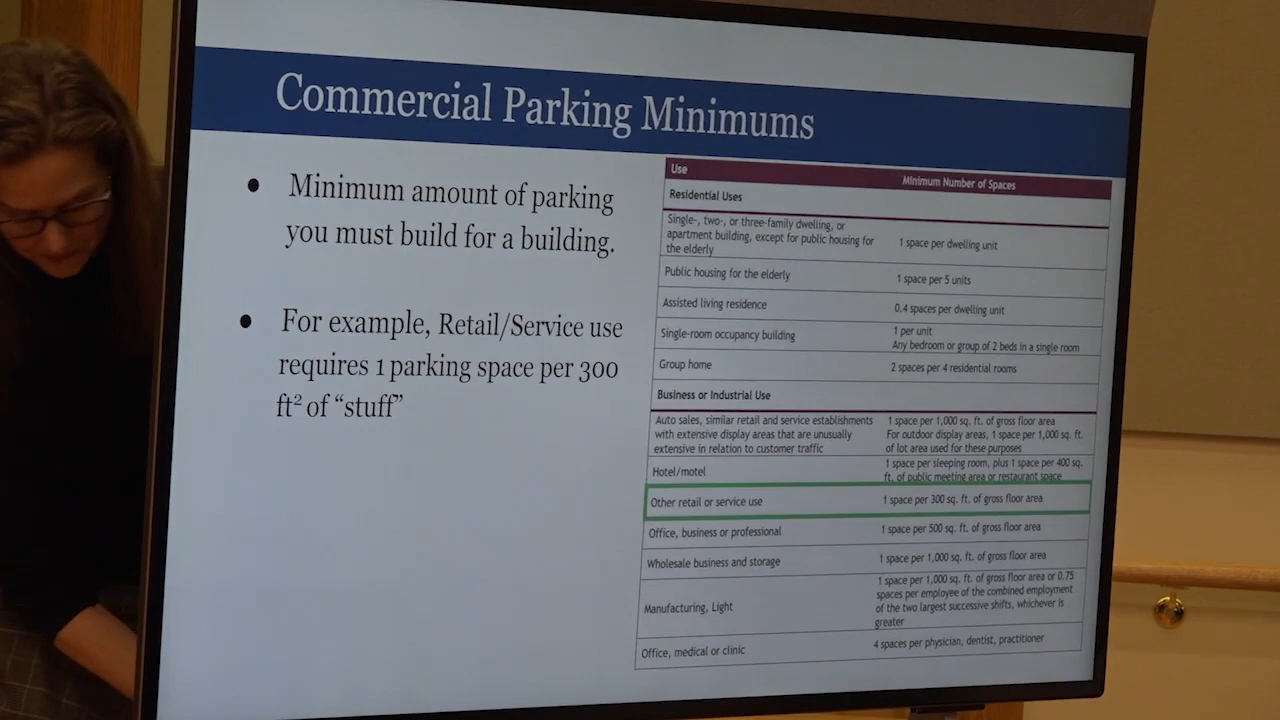 Commercial Parking Minimums
● Minimum amount of parking
you must build for a building.
● For example, Retail/Service use
requires 1 parking space per 300
ft² of “stuff”
Use Minimum Number of Spaces
Residential Uses
Single-, two-, or three-family dwelling, or
apartment building, except for public housing for
the elderly
1 space per dwelling unit
Public housing for the elderly 1 space per 5 units
Assisted living residence 0.4 spaces per dwelling unit
Single-room occupancy building
1 per unit
Any bedroom or group of 2 beds in a single room
Group home 2 spaces per 4 residential rooms
Business or Industrial Use
Auto sales, similar retail and service establishments
with extensive display areas that are unusually
extensive in relation to customer traffic
1 space per 1,000 sq. ft. of gross floor area
For outdoor display areas, 1 space per 1,000 sq. ft.
of lot area used for these purposes
Hotel/motel
1 space per sleeping room, plus 1 space per 400 sq.
ft. of public meeting area or restaurant space
Other retail or service use 1 space per 300 sq. ft. of gross floor area
Office, business or professional 1 space per 500 sq. ft. of gross floor area
Wholesale business and storage 1 space per 1,000 sq. ft. of gross floor area
Manufacturing, Light
1 space per 1,000 sq. ft. of gross floor area or 0.75
spaces per employee of the combined employment
of the two largest successive shifts, whichever is
greater
Office, medical or clinic 4 spaces per physician, dentist, practitioner